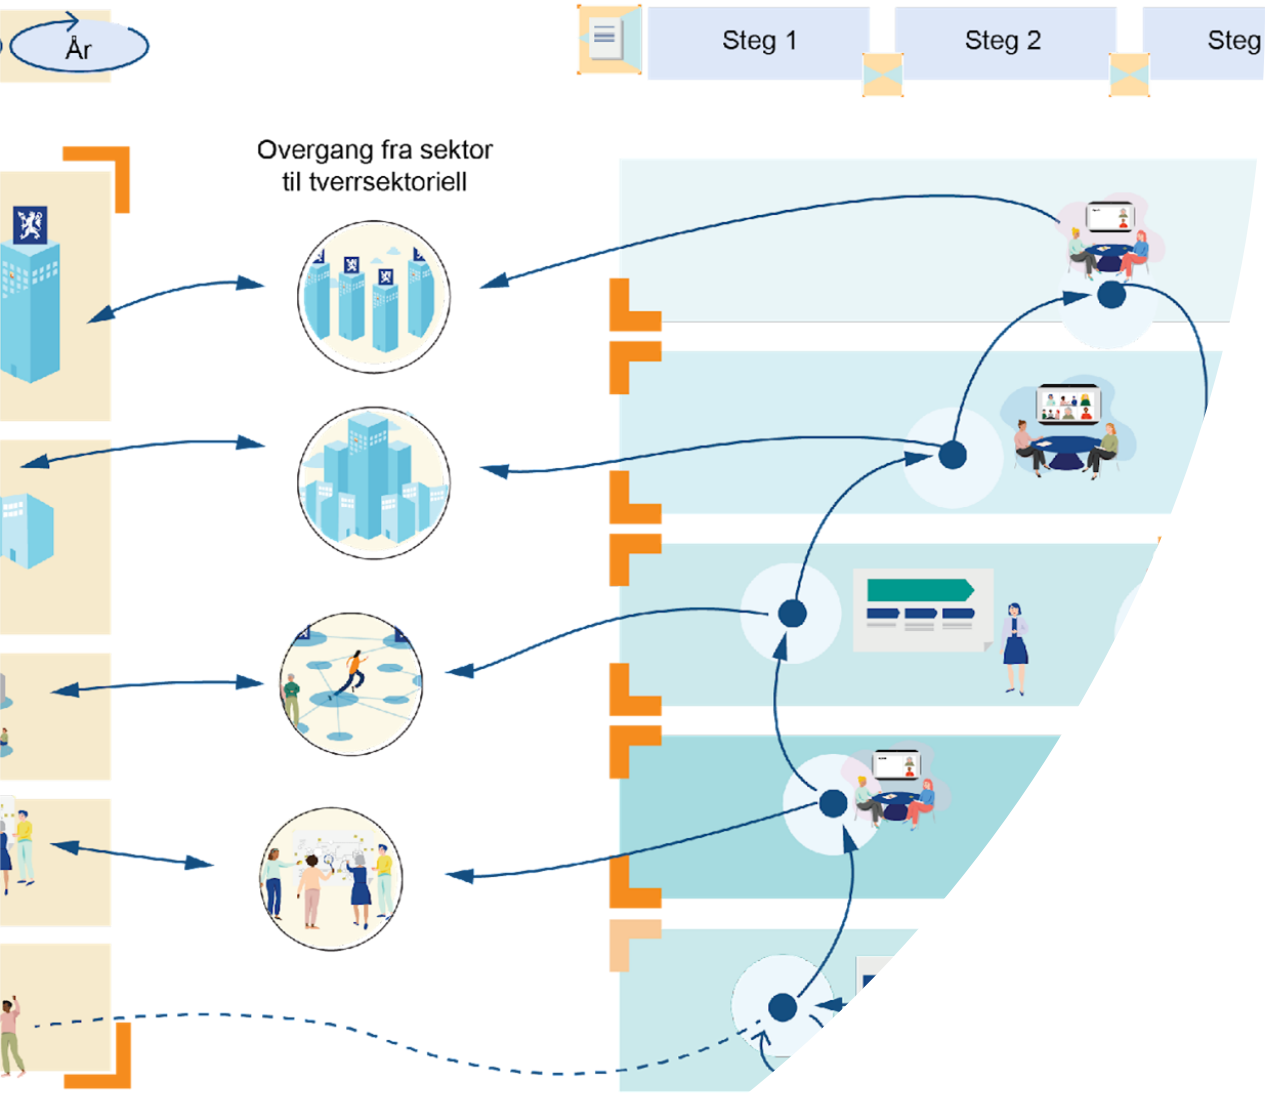 År
Steg 1
Steg 2
Steg
Overgang fra sektor
til tverrsektoriell